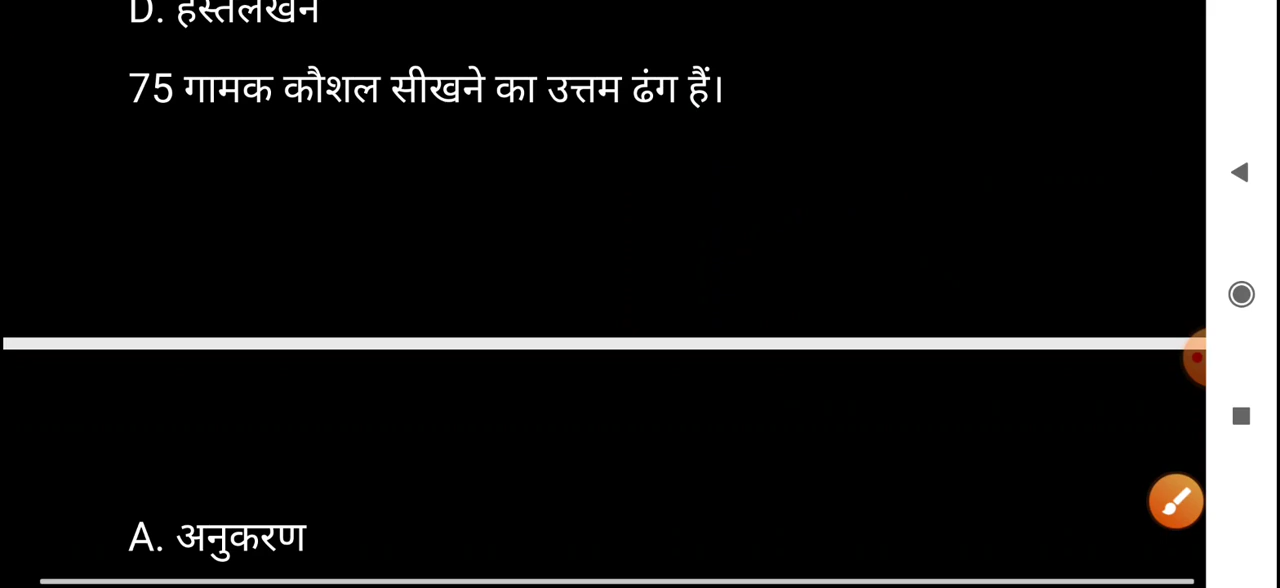 D. हस्तलेखन
75 गामक कौशल सीखने का उत्तम ढंग हैं।
A. अनुकरण